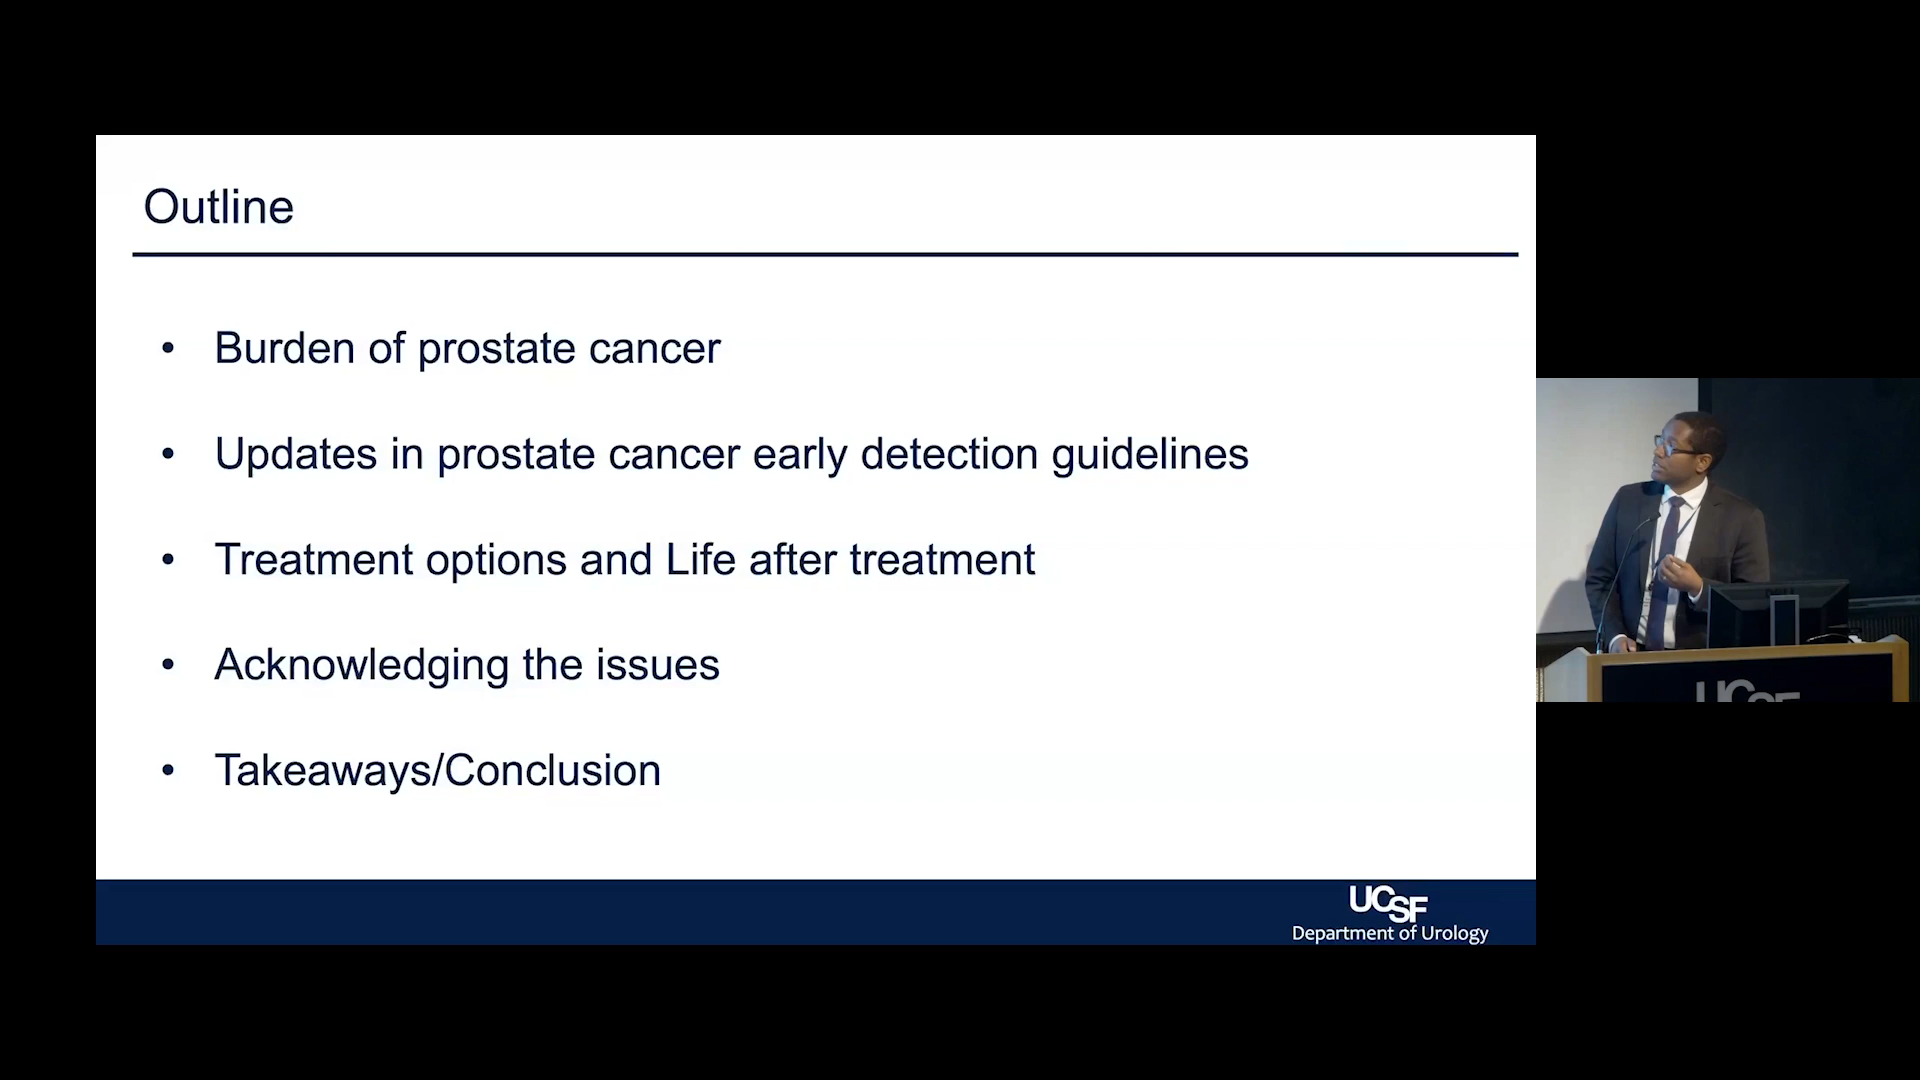 Outline
• Burden of prostate cancer
• Updates in prostate cancer early detection guidelines
• Treatment options and Life after treatment
• Acknowledging the issues
• Takeaways/Conclusion
UCSF
Department of Urology
UCSF